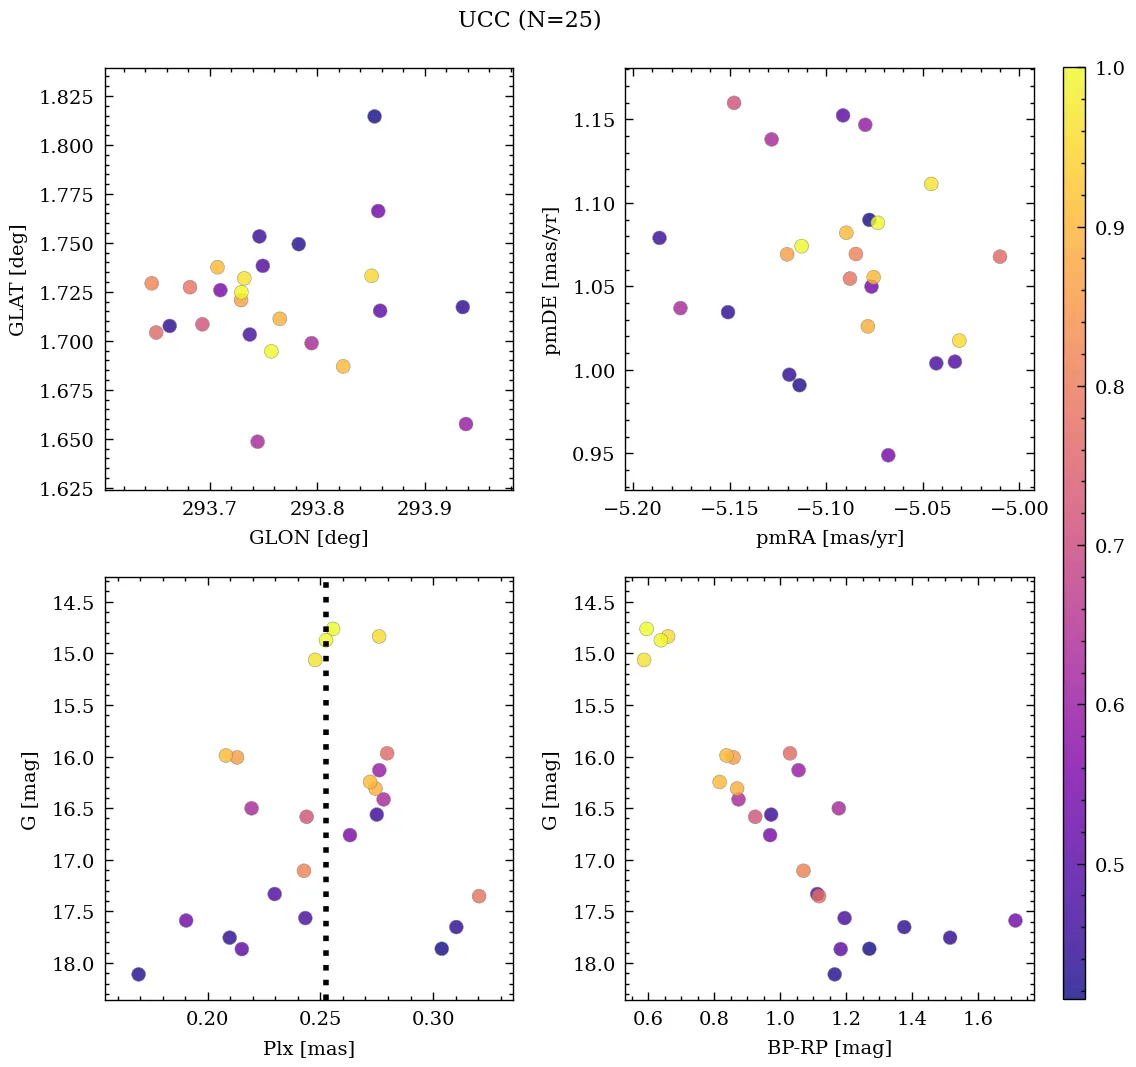 UCC (N=25)
1.825
1.800
1.775
1.750
1.725
1.700
1.675
1.650
1.625
GLAT [deg]
293.7 293.8 293.9
GLON [deg]
1.15
1.10
1.05
1.00
0.95
pmDE [mas/yr]
−5.20 −5.15 −5.10 −5.05 −5.00
pmRA [mas/yr]
14.5
15.0
15.5
16.0
16.5
17.0
17.5
18.0
G [mag]
0.20 0.25 0.30
Plx [mas]
14.5
15.0
15.5
16.0
16.5
17.0
17.5
18.0
G [mag]
0.6 0.8 1.0 1.2 1.4 1.6
BP-RP [mag]
1.0
0.9
0.8
0.7
0.6
0.5